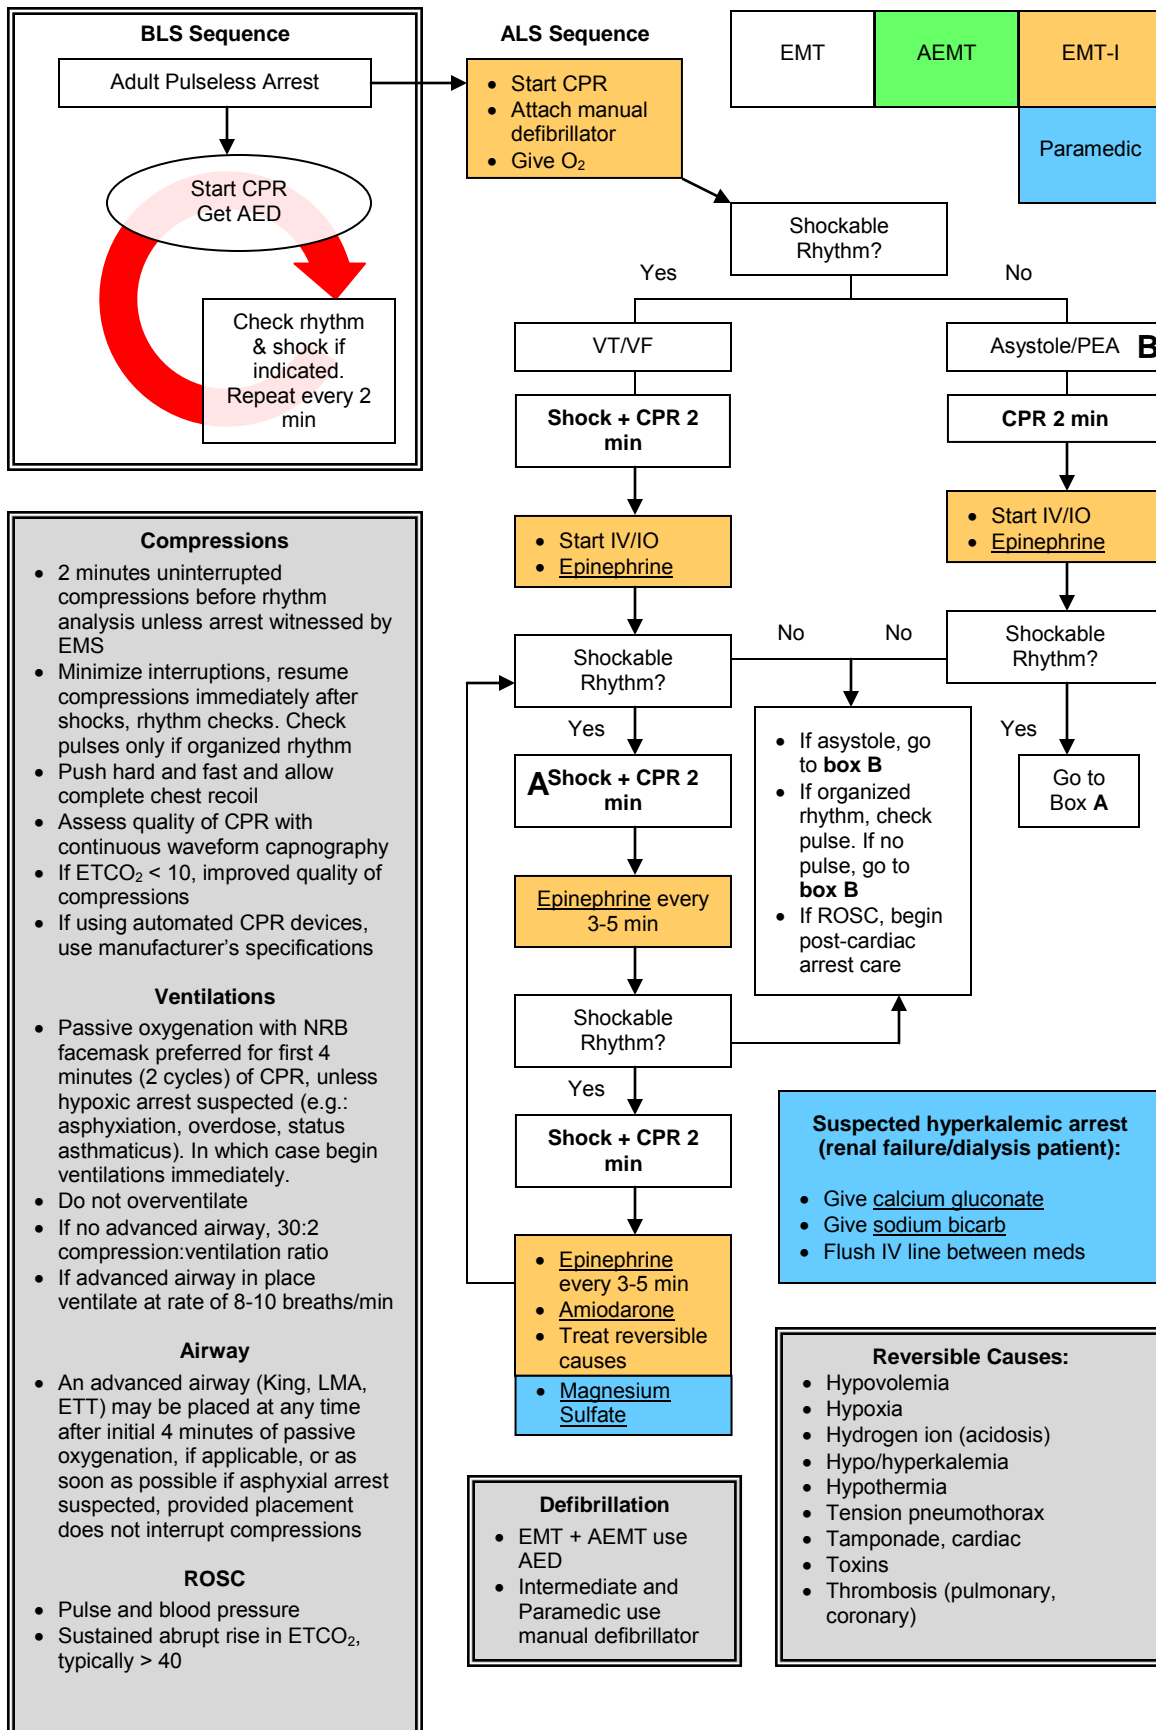 BLS Sequence
Adult Pulseless Arrest
Start CPR
Get AED
Check rhythm
& shock if
indicated.
Repeat every 2
min
ALS Sequence
• Start CPR
• Attach manual
defibrillator
• Give O₂
EMT
AEMT
EMT-I
Paramedic
Shockable
Rhythm?
Yes
No
VT/VF
Asystole/PEA
B
Shock + CPR 2
min
CPR 2 min
• Start IV/IO
• Epinephrine
• Start IV/IO
• Epinephrine
Shockable
Rhythm?
No
No
Shockable
Rhythm?
Yes
Yes
A
Shock + CPR 2
min
• If asystole, go
to box B
• If organized
rhythm, check
pulse. If no
pulse, go to
box B
• If ROSC, begin
post-cardiac
arrest care
Go to
Box A
Epinephrine every
3-5 min
Shockable
Rhythm?
Yes
Shock + CPR 2
min
• Epinephrine
every 3-5 min
• Amiodarone
• Treat reversible
causes
• Magnesium
Sulfate
Suspected hyperkalemic arrest
(renal failure/dialysis patient):
• Give calcium gluconate
• Give sodium bicarb
• Flush IV line between meds
Compressions
• 2 minutes uninterrupted
compressions before rhythm
analysis unless arrest witnessed by
EMS
• Minimize interruptions, resume
compressions immediately after
shocks, rhythm checks. Check
pulses only if organized rhythm
• Push hard and fast and allow
complete chest recoil
• Assess quality of CPR with
continuous waveform capnography
• If ETCO₂ < 10, improved quality of
compressions
• If using automated CPR devices,
use manufacturer's specifications
Ventilations
• Passive oxygenation with NRB
facemask preferred for first 4
minutes (2 cycles) of CPR, unless
hypoxic arrest suspected (e.g.:
asphyxiation, overdose, status
asthmaticus). In which case begin
ventilations immediately.
• Do not overventilate
• If no advanced airway, 30:2
compression:ventilation ratio
• If advanced airway in place
ventilate at rate of 8-10 breaths/min
Airway
• An advanced airway (King, LMA,
ETT) may be placed at any time
after initial 4 minutes of passive
oxygenation, if applicable, or as
soon as possible if asphyxial arrest
suspected, provided placement
does not interrupt compressions
ROSC
• Pulse and blood pressure
• Sustained abrupt rise in ETCO₂,
typically > 40
Defibrillation
• EMT + AEMT use
AED
• Intermediate and
Paramedic use
manual defibrillator
Reversible Causes:
• Hypovolemia
• Hypoxia
• Hydrogen ion (acidosis)
• Hypo/hyperkalemia
• Hypothermia
• Tension pneumothorax
• Tamponade, cardiac
• Toxins
• Thrombosis (pulmonary,
coronary)